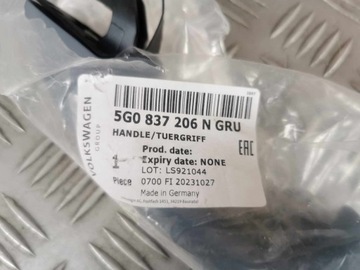 VOLKSWAGEN
GROUP
5G0 837 206 N GRU
HANDLE/TUERGRIFF
Prod. date:
1
Expiry date: NONE
LOT: LS921044
Piece
0700 FI 20231027
Made in Germany
EAC